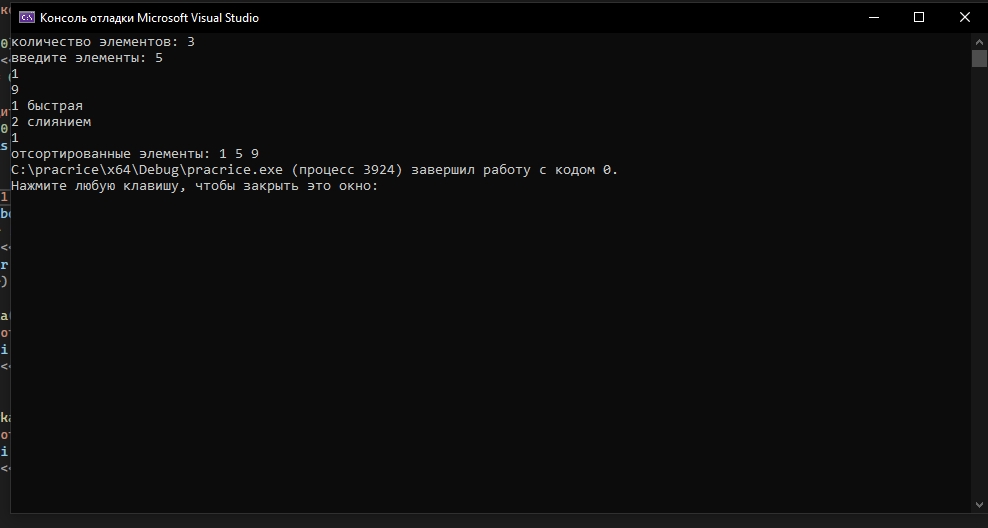 Консоль отладки Microsoft Visual Studio
количество элементов: 3
введите элементы: 5
1
9
1 быстрая
2 слиянием
1
отсортированные элементы: 1 5 9
C:\pracrice\x64\Debug\pracrice.exe (процесс 3924) завершил работу с кодом 0.
Нажмите любую клавишу, чтобы закрыть это окно: